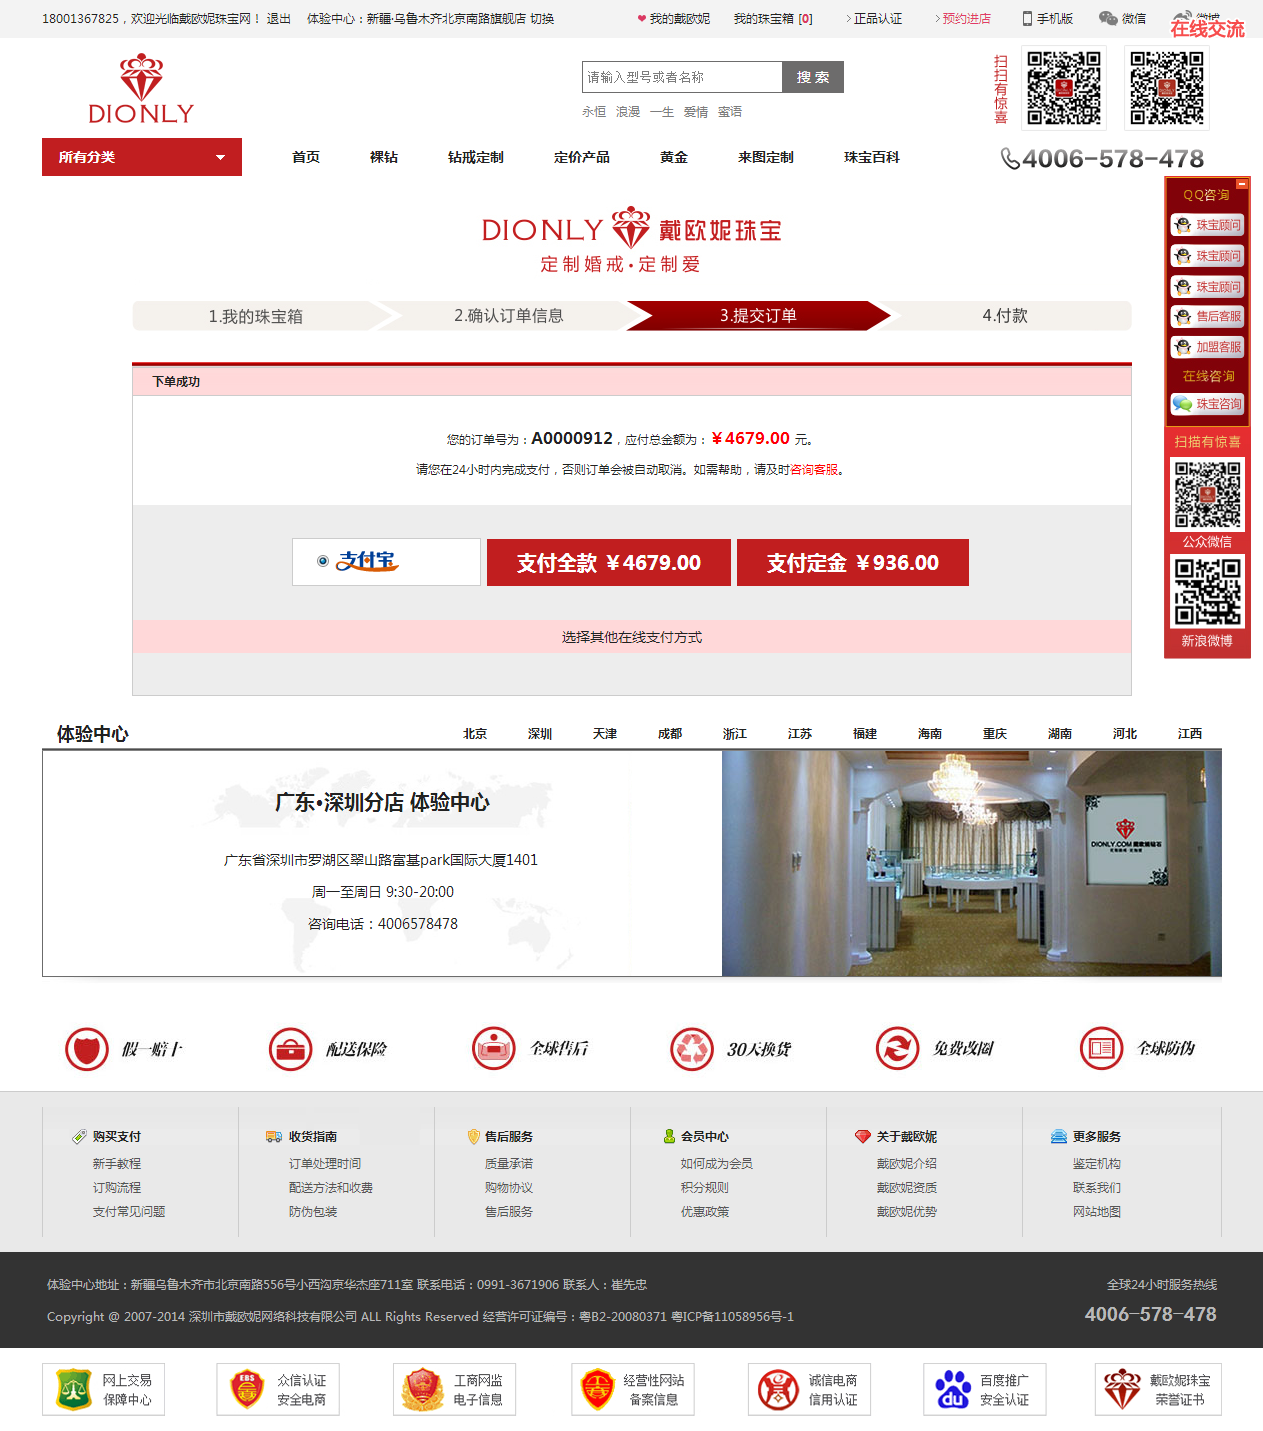 18001367825，欢迎光临戴欧妮珠宝网！ 退出 体验中心：新疆·乌鲁木齐北京南路旗舰店 切换 ❤ 我的戴欧妮 我的珠宝箱 [0] > 正品认证 > 预约进店 手机版 微信 微博
在线交流
DIONLY
请输入型号或者名称 搜 索
永恒 浪漫 一生 爱情 蜜语
扫扫有惊喜
所有分类 首页 裸钻 钻戒定制 定价产品 黄金 来图定制 珠宝百科 4006-578-478
DIONLY 戴欧妮珠宝
定制婚戒·定制爱
1.我的珠宝箱 2.确认订单信息 3.提交订单 4.付款
下单成功
您的订单号为：A0000912，应付总金额为：￥4679.00 元。
请您在24小时内完成支付，否则订单会被自动取消。如需帮助，请及时咨询客服。
支付宝 支付全款 ￥4679.00 支付定金 ￥936.00
选择其他在线支付方式
QQ咨询
珠宝顾问
珠宝顾问
珠宝顾问
售后客服
加盟客服
在线咨询
珠宝咨询
扫描有惊喜
公众微信
新浪微博
体验中心 北京 深圳 天津 成都 浙江 江苏 福建 海南 重庆 湖南 河北 江西
广东•深圳分店 体验中心
广东省深圳市罗湖区翠山路富基park国际大厦1401
周一至周日 9:30-20:00
咨询电话：4006578478
DIONLY.COM 戴欧妮钻石
假一赔十 配送保险 全球售后 30天换货 免费改圈 全球防伪
购买支付 收货指南 售后服务 会员中心 关于戴欧妮 更多服务
新手教程 订单处理时间 质量承诺 如何成为会员 戴欧妮介绍 鉴定机构
订购流程 配送方法和收费 购物协议 积分规则 戴欧妮资质 联系我们
支付常见问题 防伪包装 售后服务 优惠政策 戴欧妮优势 网站地图
体验中心地址：新疆乌鲁木齐市北京南路556号小西沟京华杰座711室 联系电话：0991-3671906 联系人：崔先忠 全球24小时服务热线
Copyright @ 2007-2014 深圳市戴欧妮网络科技有限公司 ALL Rights Reserved 经营许可证编号：粤B2-20080371 粤ICP备11058956号-1 4006-578-478
网上交易 众信认证 工商网监 经营性网站 诚信电商 百度推广 戴欧妮珠宝
保障中心 EBS 安全电商 电子信息 备案信息 信用认证 安全认证 荣誉证书